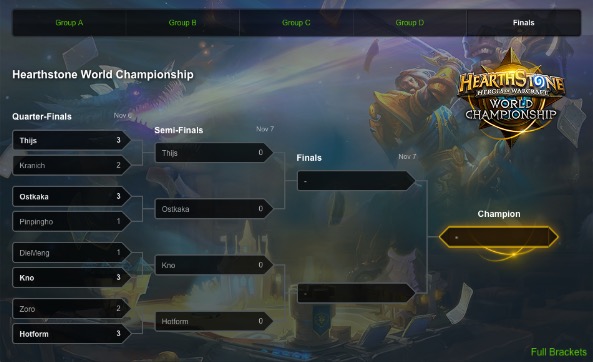 Group A
Group B
Group C
Group D
Finals
Hearthstone World Championship
HEARTHSTONE
HEROES OF WARCRAFT
WORLD
CHAMPIONSHIP
Quarter-Finals
Nov 6
Thijs 3
Kranich 2
Ostkaka 3
Pinpingho 1
DieMeng 1
Kno 3
Zoro 2
Hotform 3
Semi-Finals
Nov 7
Thijs 0
Ostkaka 0
Kno 0
Hotform 0
Finals
Nov 7
-
-
Champion
-
Full Brackets